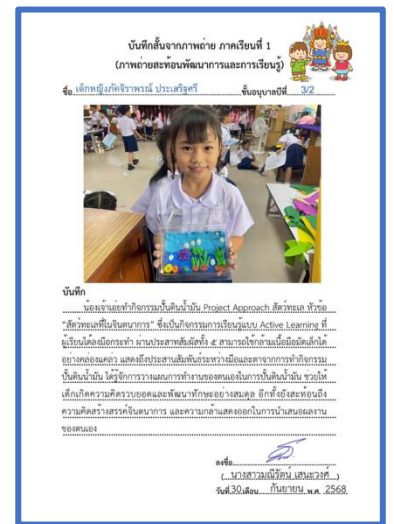 บันทึกสั้นจากภาพถ่าย ภาคเรียนที่ 1
(ภาพถ่ายสะท้อนพัฒนาการและการเรียนรู้)
ชื่อ เด็กหญิงภัคจิราพรณ์ ประเสริฐศรี ชั้นอนุบาลปีที่ 3/2
บันทึก
น้องเจ้าเอยทำกิจกรรมปั้นดินน้ำมัน Project Approach สัตว์ทะเล หัวข้อ
"สัตว์ทะเลที่ในจินตนาการ" ซึ่งเป็นกิจกรรมการเรียนรู้แบบ Active Learning ที่
ผู้เรียนได้ลงมือกระทำ ผ่านประสาทสัมผัสทั้ง ๕ สามารถใช้กล้ามเนื้อมือมัดเล็กได้
อย่างคล่องแคล่ว แสดงถึงประสานสัมพันธ์ระหว่างมือและตาจากการทำกิจกรรม
ปั้นดินน้ำมัน ได้รู้จักการวางแผนการทำงานของตนเองในการปั้นดินน้ำมัน ช่วยให้
เด็กเกิดความคิดรวบยอดและพัฒนาทักษะอย่างสมดุล อีกทั้งยังสะท้อนถึง
ความคิดสร้างสรรค์จินตนาการ และความกล้าแสดงออกในการนำเสนอผลงาน
ของตนเอง
ลงชื่อ
( นางสาวมณีรัตน์ เสนะวงศ์ )
วันที่ 30 เดือน กันยายน พ.ศ. 2568